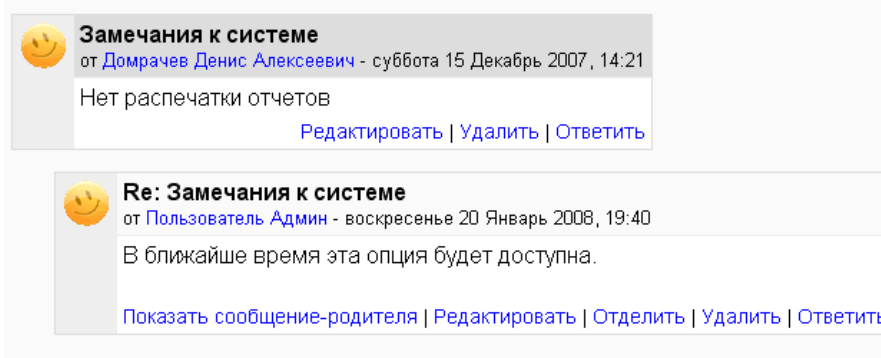 Замечания к системе
от Домрачев Денис Алексеевич - суббота 15 Декабрь 2007, 14:21
Нет распечатки отчетов
Редактировать | Удалить | Ответить
Re: Замечания к системе
от Пользователь Админ - воскресенье 20 Январь 2008, 19:40
В ближайше время эта опция будет доступна.
Показать сообщение-родителя | Редактировать | Отделить | Удалить | Ответить